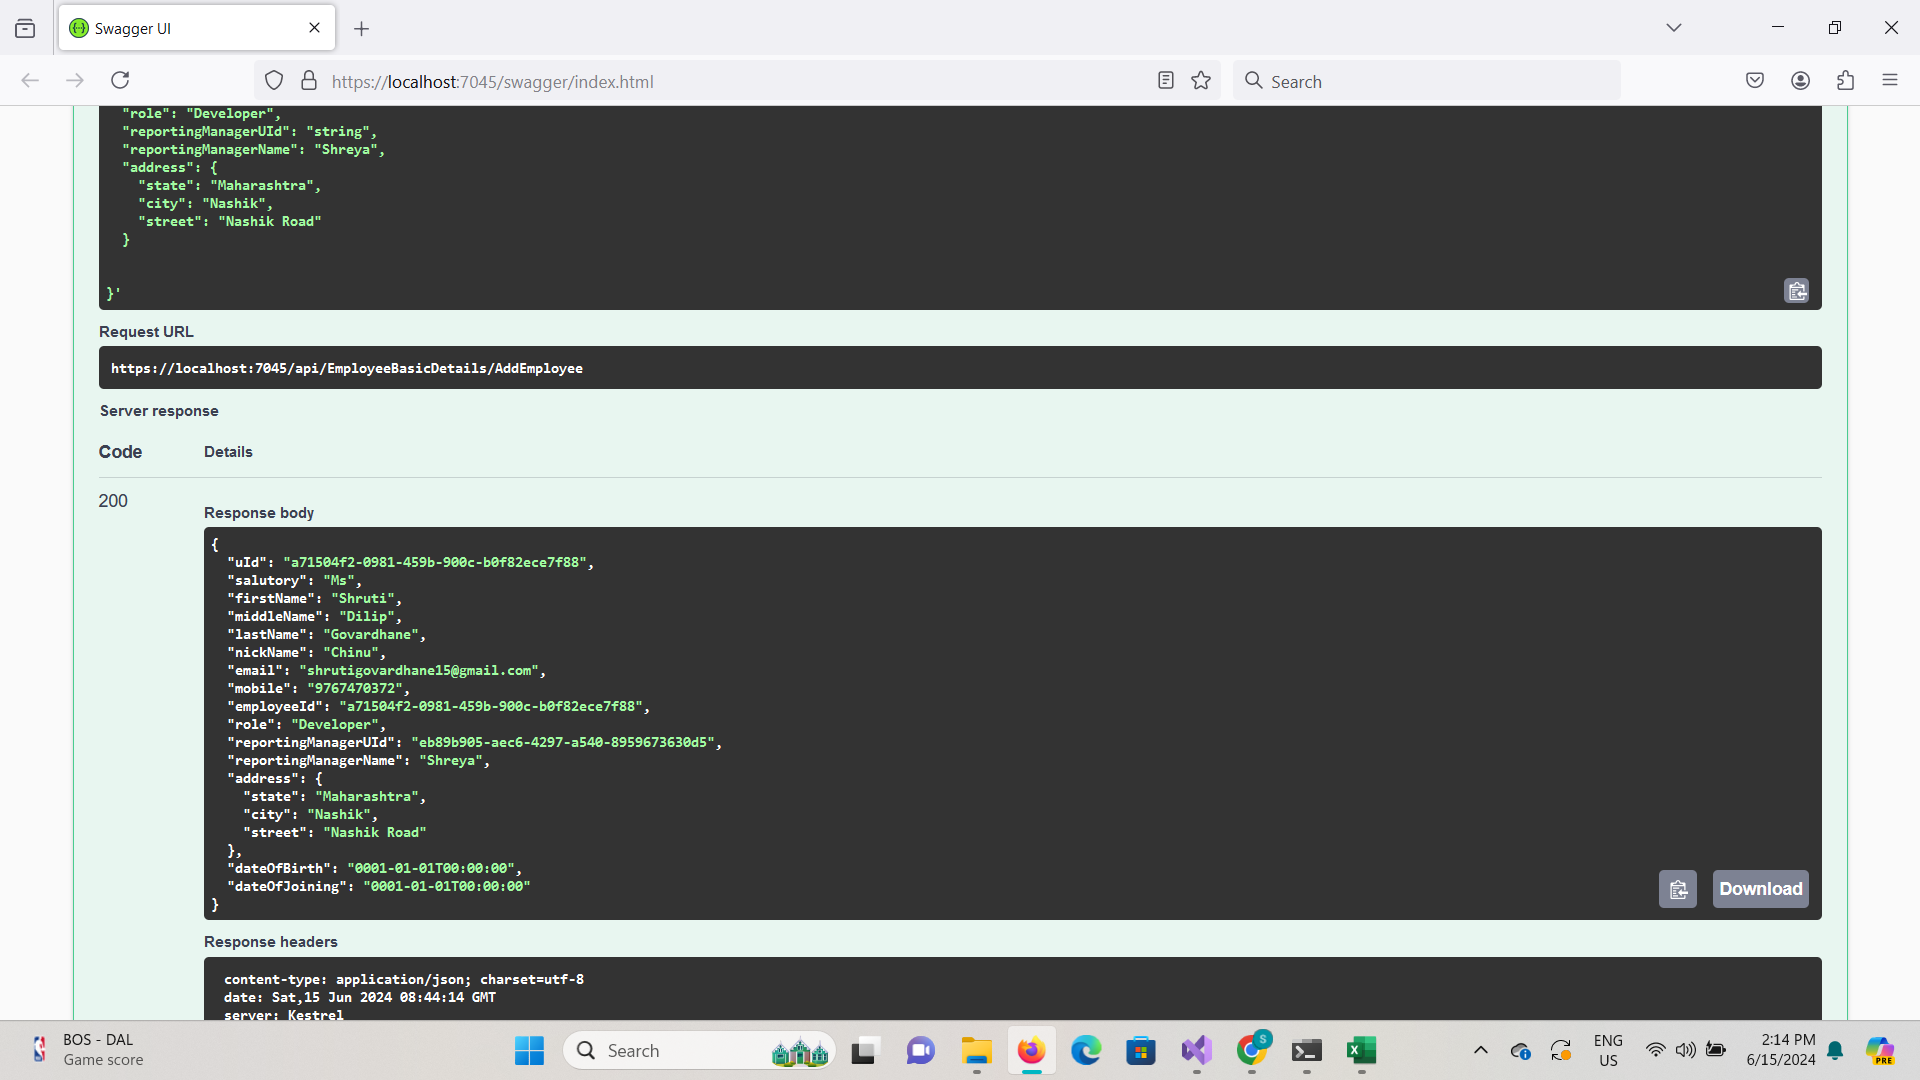 Swagger UI
https://localhost:7045/swagger/index.html
Search
"role": "Developer",
"reportingManagerUId": "string",
"reportingManagerName": "Shreya",
"address": {
"state": "Maharashtra",
"city": "Nashik",
"street": "Nashik Road"
}
}'
Request URL
https://localhost:7045/api/EmployeeBasicDetails/AddEmployee
Server response
Code Details
200
Response body
{
"uId": "a71504f2-0981-459b-900c-b0f82ece7f88",
"salutory": "Ms",
"firstName": "Shruti",
"middleName": "Dilip",
"lastName": "Govardhane",
"nickName": "Chinu",
"email": "shrutigovardhane15@gmail.com",
"mobile": "9767470372",
"employeeId": "a71504f2-0981-459b-900c-b0f82ece7f88",
"role": "Developer",
"reportingManagerUId": "eb89b905-aec6-4297-a540-8959673630d5",
"reportingManagerName": "Shreya",
"address": {
"state": "Maharashtra",
"city": "Nashik",
"street": "Nashik Road"
},
"dateOfBirth": "0001-01-01T00:00:00",
"dateOfJoining": "0001-01-01T00:00:00"
}
Download
Response headers
content-type: application/json; charset=utf-8
date: Sat,15 Jun 2024 08:44:14 GMT
server: Kestrel
BOS - DAL
Game score
Search
S
ENG
US
2:14 PM
6/15/2024
PRE